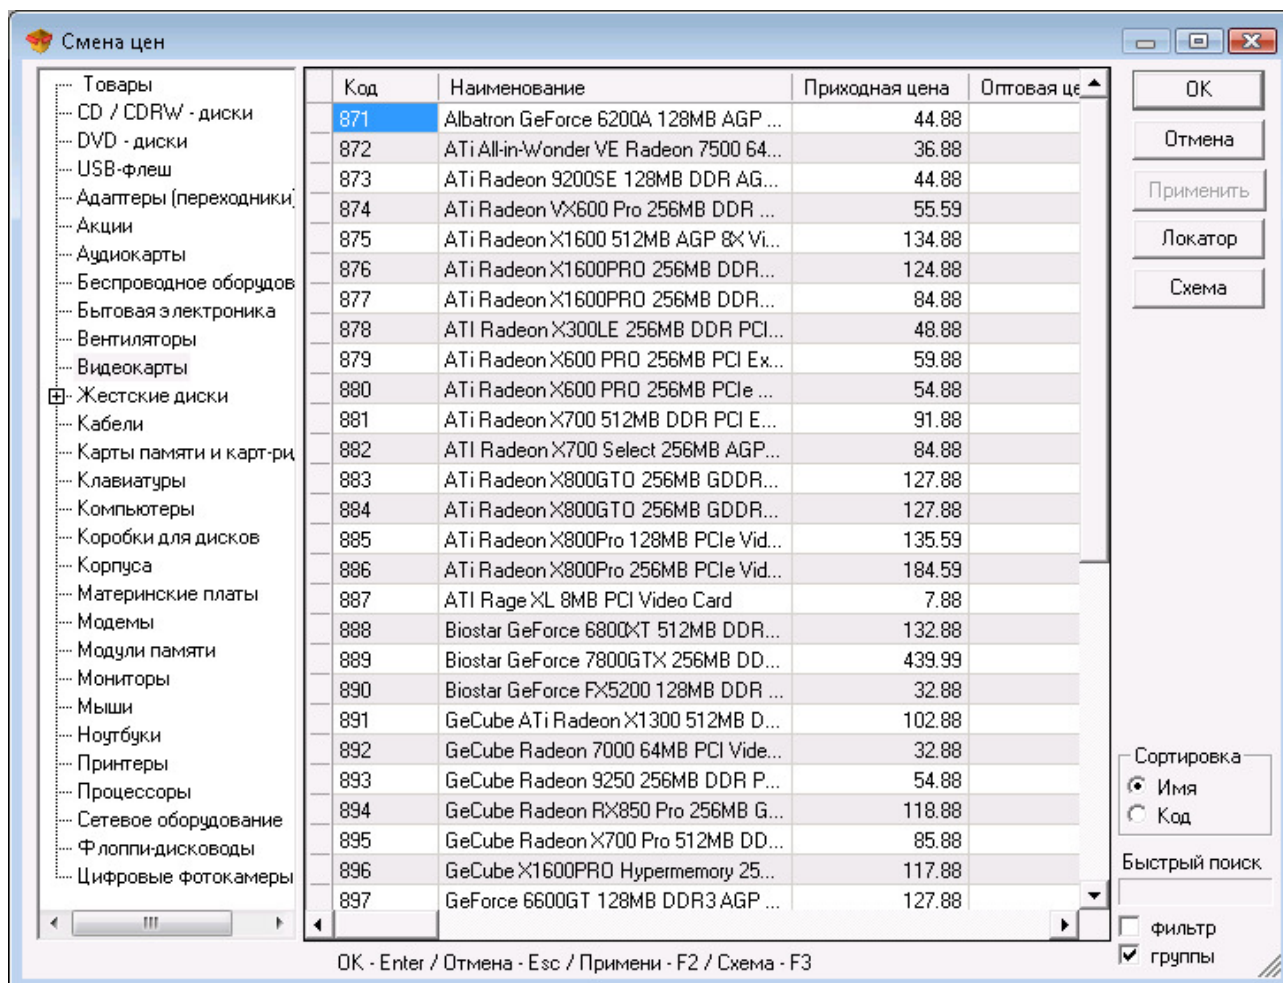 Смена цен
Товары
CD / CDRW - диски
DVD - диски
USB-флеш
Адаптеры (переходники)
Акции
Аудиокарты
Беспроводное оборудов
Бытовая электроника
Вентиляторы
Видеокарты
Жестские диски
Кабели
Карты памяти и карт-рид
Клавиатуры
Компьютеры
Коробки для дисков
Корпуса
Материнские платы
Модемы
Модули памяти
Мониторы
Мыши
Ноутбуки
Принтеры
Процессоры
Сетевое оборудование
Флоппи-дисководы
Цифровые фотокамеры
Код Наименование Приходная цена Оптовая це
871 Albatron GeForce 6200A 128MB AGP ... 44.88
872 ATi All-in-Wonder VE Radeon 7500 64... 36.88
873 ATi Radeon 9200SE 128MB DDR AG... 44.88
874 ATi Radeon VX600 Pro 256MB DDR ... 55.59
875 ATi Radeon X1600 512MB AGP 8X Vi... 134.88
876 ATi Radeon X1600PRO 256MB DDR... 124.88
877 ATi Radeon X1600PRO 256MB DDR... 84.88
878 ATI Radeon X300LE 256MB DDR PCI... 48.88
879 ATi Radeon X600 PRO 256MB PCI Ex... 59.88
880 ATi Radeon X600 PRO 256MB PCIe ... 54.88
881 ATi Radeon X700 512MB DDR PCI E... 91.88
882 ATI Radeon X700 Select 256MB AGP... 84.88
883 ATi Radeon X800GTO 256MB GDDR... 127.88
884 ATi Radeon X800GTO 256MB GDDR... 127.88
885 ATi Radeon X800Pro 128MB PCIe Vid... 135.59
886 ATi Radeon X800Pro 256MB PCIe Vid... 184.59
887 ATI Rage XL 8MB PCI Video Card 7.88
888 Biostar GeForce 6800XT 512MB DDR... 132.88
889 Biostar GeForce 7800GTX 256MB DD... 439.99
890 Biostar GeForce FX5200 128MB DDR ... 32.88
891 GeCube ATi Radeon X1300 512MB D... 102.88
892 GeCube Radeon 7000 64MB PCI Vide... 32.88
893 GeCube Radeon 9250 256MB DDR P... 54.88
894 GeCube Radeon RX850 Pro 256MB G... 118.88
895 GeCube Radeon X700 Pro 512MB DD... 85.88
896 GeCube X1600PRO Hypermemory 25... 117.88
897 GeForce 6600GT 128MB DDR3 AGP ... 127.88
OK
Отмена
Применить
Локатор
Схема
Сортировка
Имя
Код
Быстрый поиск
фильтр
группы
OK - Enter / Отмена - Esc / Примени - F2 / Схема - F3